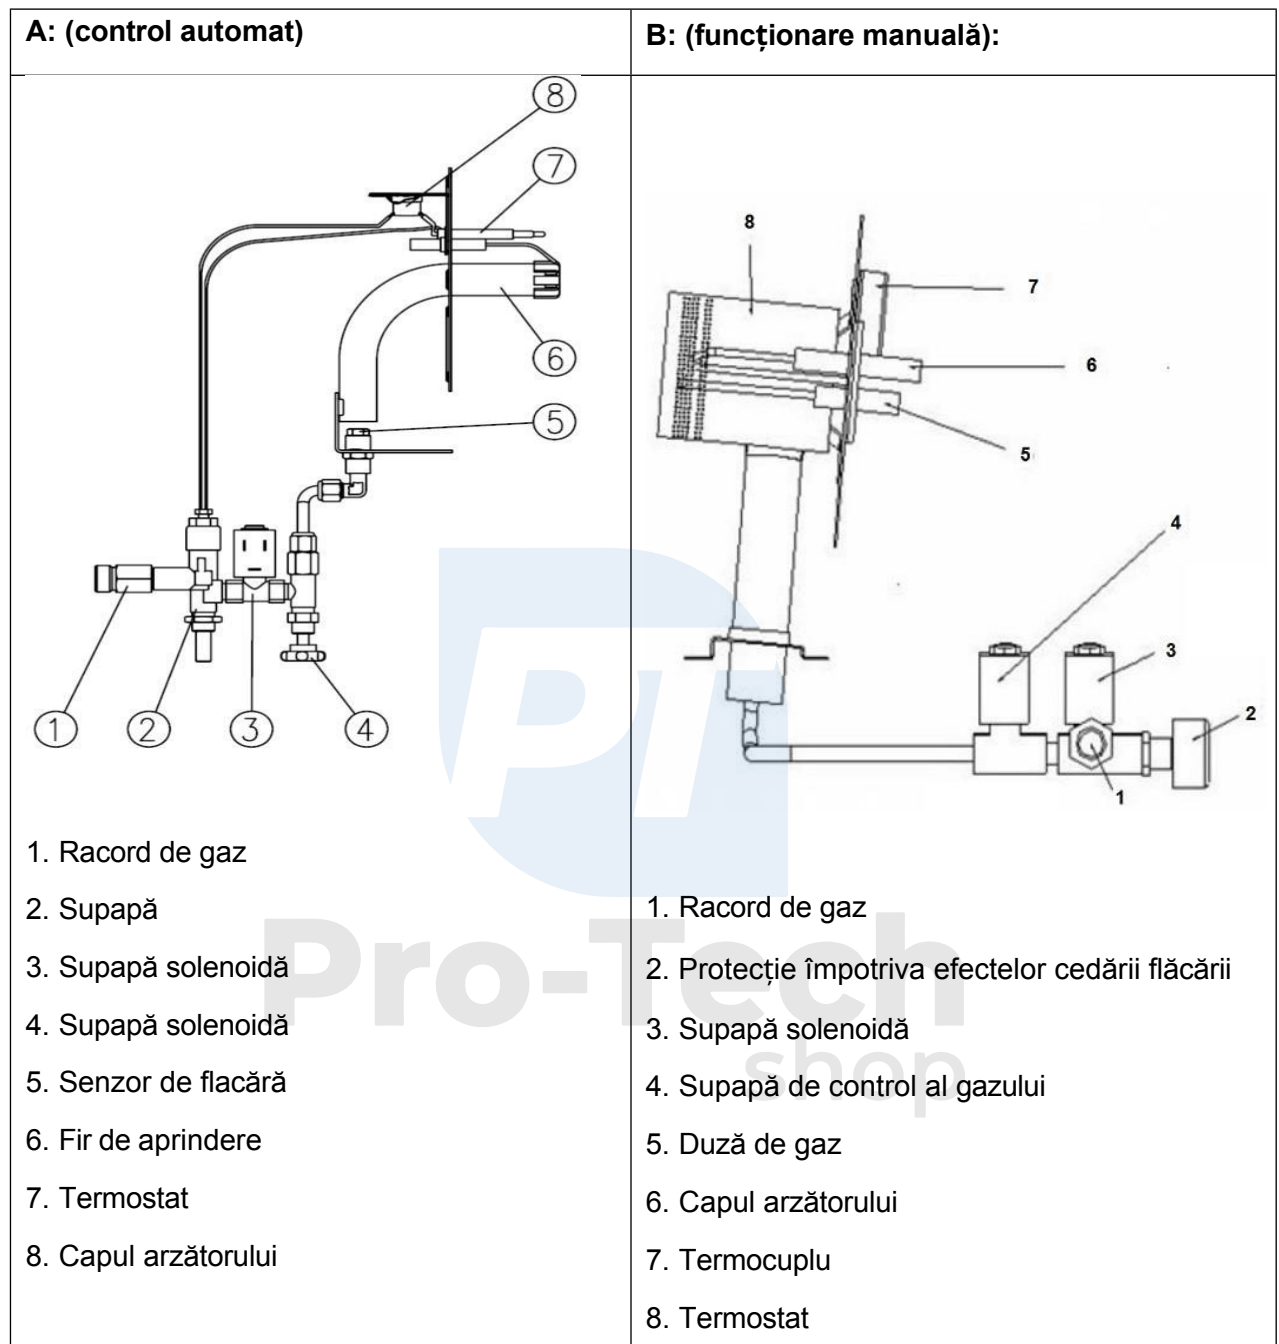 A: (control automat)
8
7
6
5
1
2
3
4
1. Racord de gaz
2. Supapă
3. Supapă solenoidă
4. Supapă solenoidă
5. Senzor de flacără
6. Fir de aprindere
7. Termostat
8. Capul arzătorului
B: (funcționare manuală):
8
7
6
5
4
3
2
1
1. Racord de gaz
2. Protecție împotriva efectelor cedării flăcării
3. Supapă solenoidă
4. Supapă de control al gazului
5. Duză de gaz
6. Capul arzătorului
7. Termocuplu
8. Termostat
PT
Pro-Tech
shop